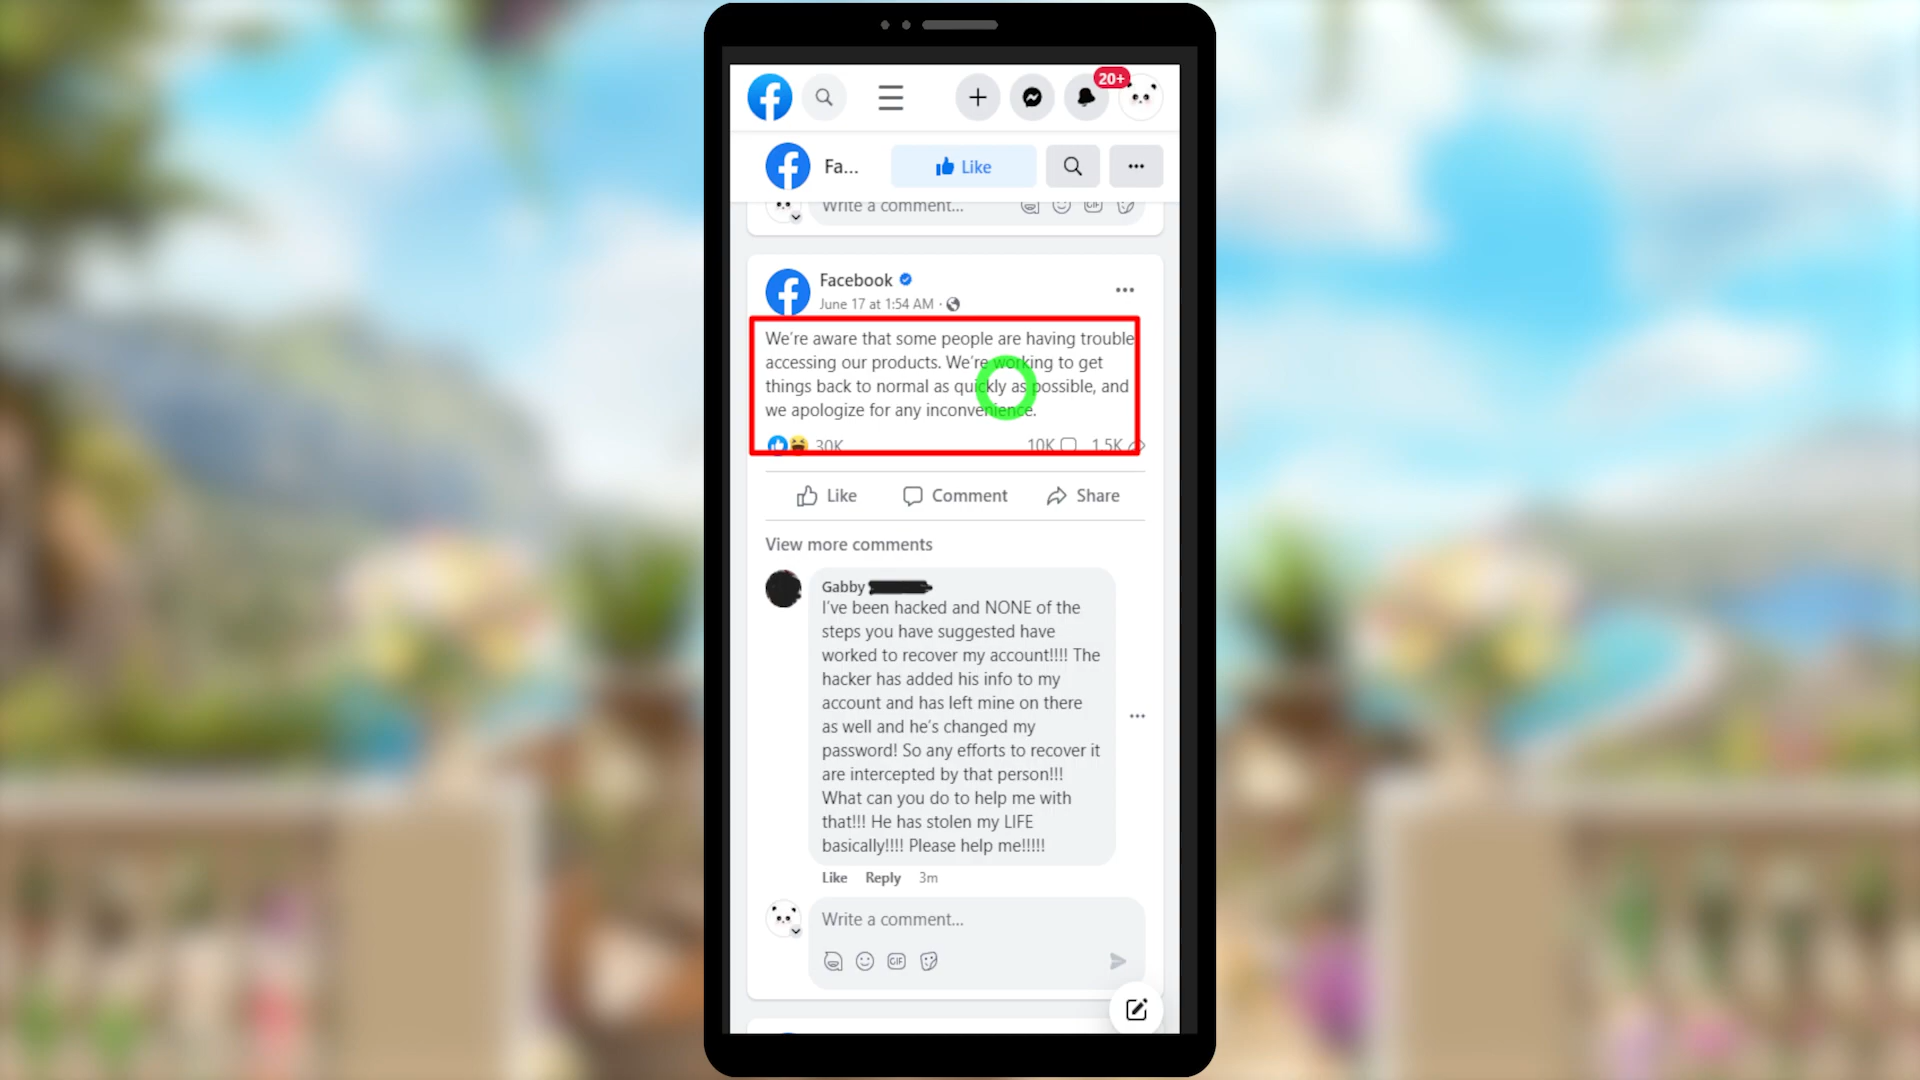 20+
Fa...
Like
Write a comment...
GIF
Facebook
June 17 at 1:54 AM ·
We're aware that some people are having trouble
accessing our products. We're working to get
things back to normal as quickly as possible, and
we apologize for any inconvenience.
30K 10K 1.5K
Like Comment Share
View more comments
Gabby
I've been hacked and NONE of the
steps you have suggested have
worked to recover my account!!!! The
hacker has added his info to my
account and has left mine on there
as well and he's changed my
password! So any efforts to recover it
are intercepted by that person!!!
What can you do to help me with
that!!! He has stolen my LIFE
basically!!!! Please help me!!!!!
Like Reply 3m
Write a comment...
GIF